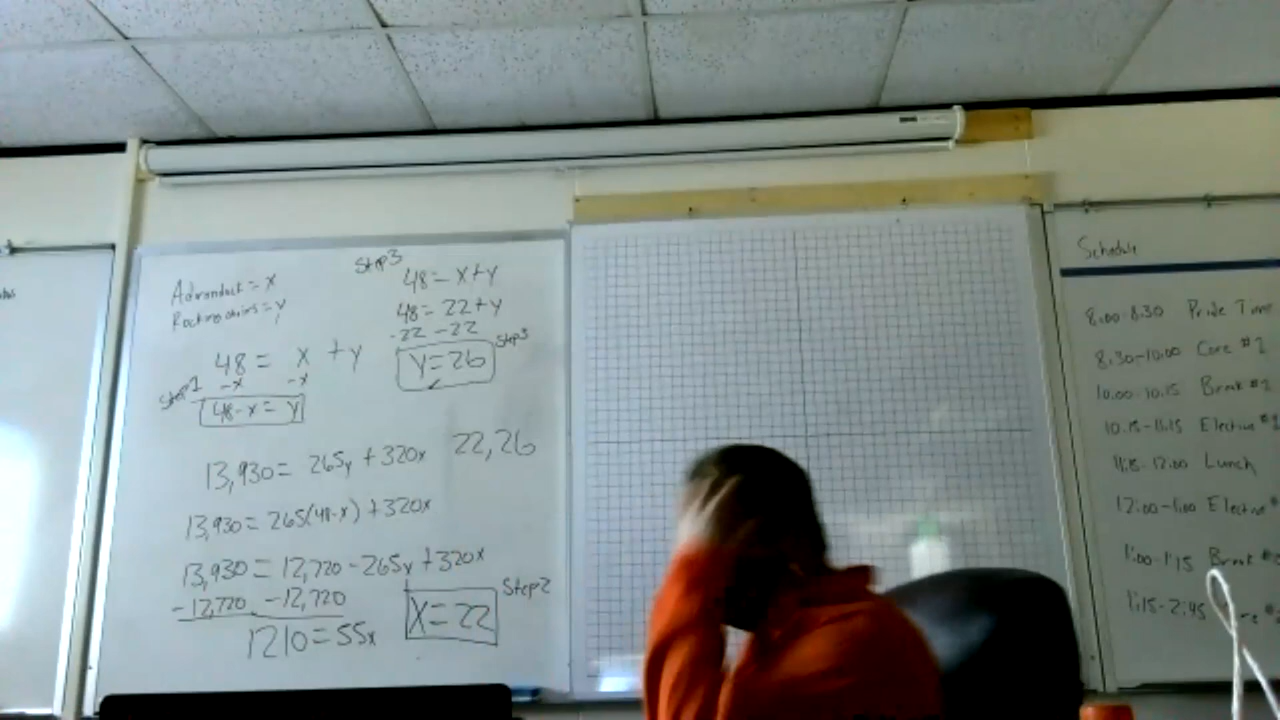 Adirondack = X
Rocking chairs = y
48 = x + y
Step 1
-x -x
48-x = y
13,930 = 265y + 320x
13,930 = 265(48-x) + 320x
13,930 = 12,720 - 265y + 320x
-12,720 -12,720
1210 = 55x
X = 22
Step 2
Step 3
48 = x + y
48 = 22 + y
-22 -22
y = 26
Step 3
22, 26
Schedule
8:00-8:30 Pride Time
8:30-10:00 Core #1
10:00-10:15 Break #1
10:15-11:15 Elective #1
11:15-12:00 Lunch
12:00-1:00 Elective #
1:00-1:15 Break #2
1:15-2:45